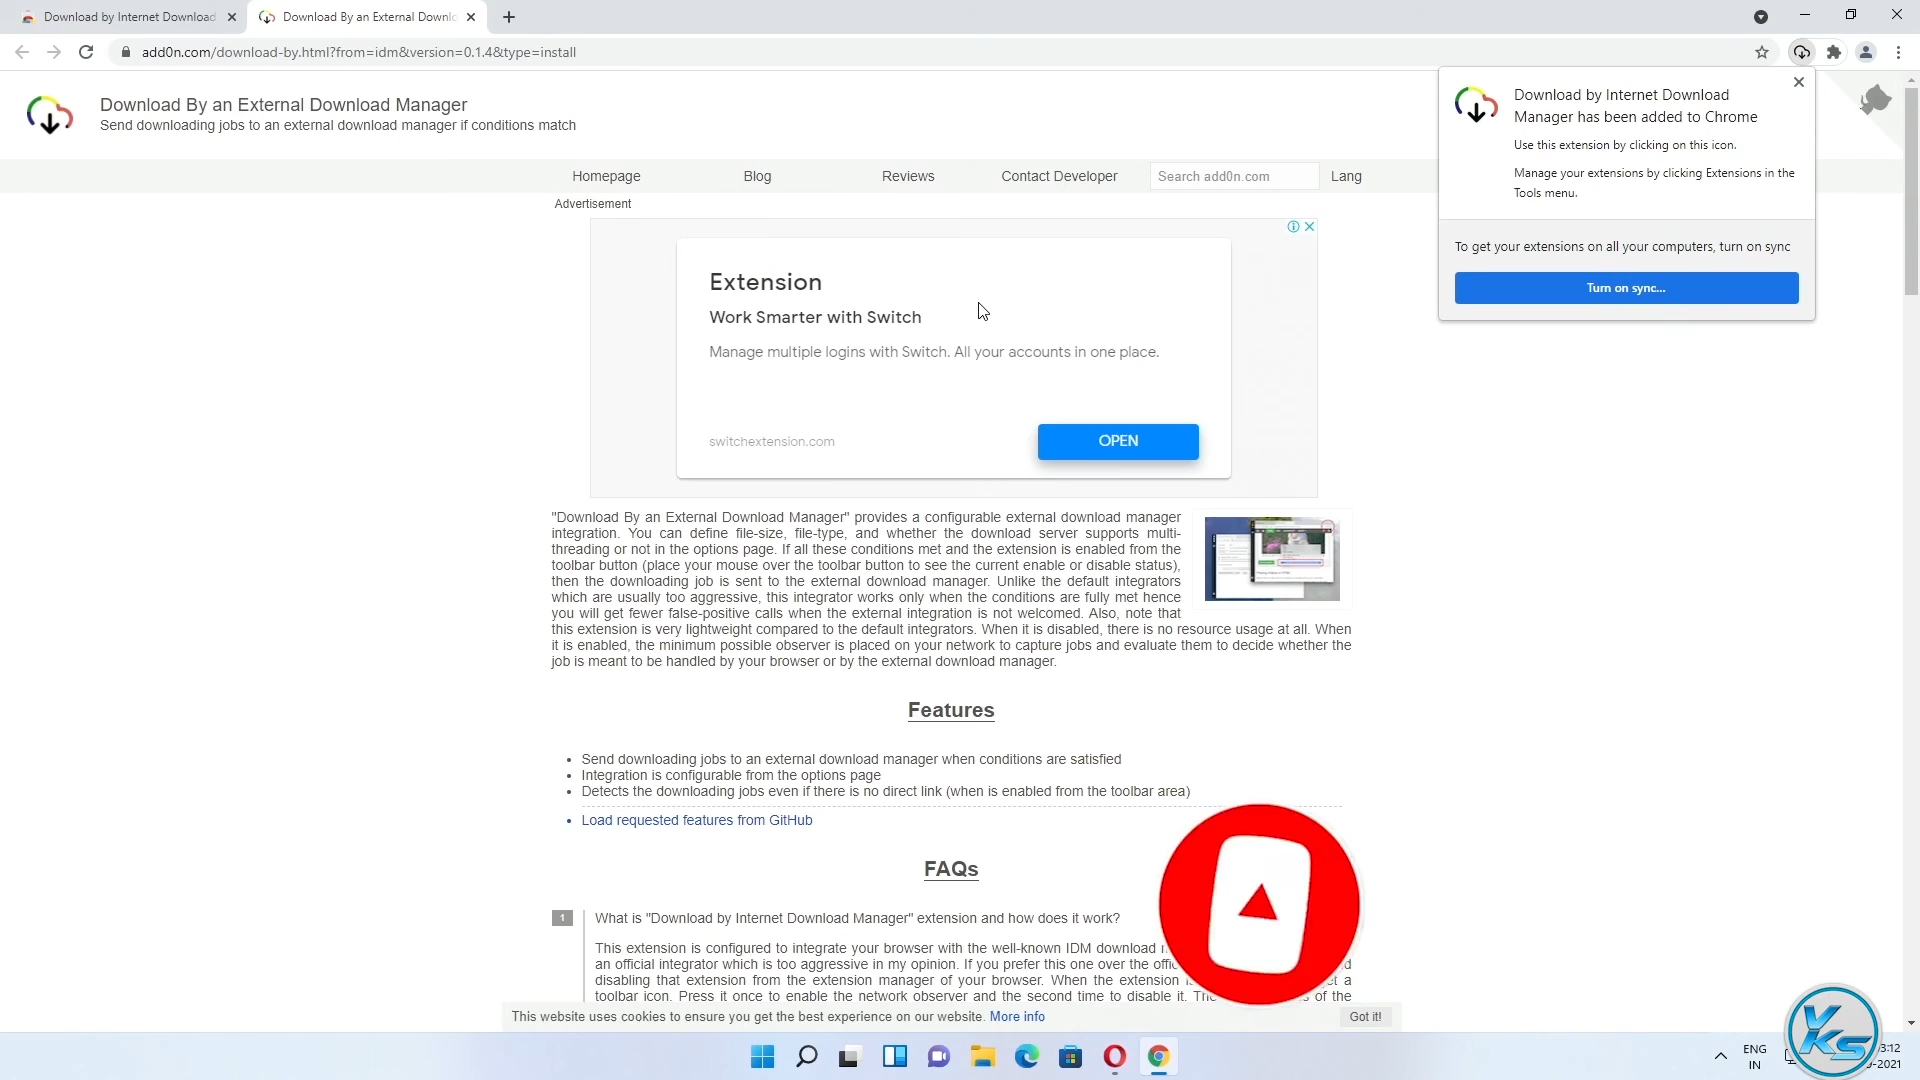 Download by Internet Download
Download By an External Downlo
add0n.com/download-by.html?from=idm&version=0.1.4&type=install
Download By an External Download Manager
Send downloading jobs to an external download manager if conditions match
Download by Internet Download
Manager has been added to Chrome
Use this extension by clicking on this icon.
Manage your extensions by clicking Extensions in the
Tools menu.
To get your extensions on all your computers, turn on sync
Turn on sync...
Homepage
Blog
Reviews
Contact Developer
Search add0n.com
Lang
Advertisement
Extension
Work Smarter with Switch
Manage multiple logins with Switch. All your accounts in one place.
switchextension.com
OPEN
"Download By an External Download Manager" provides a configurable external download manager
integration. You can define file-size, file-type, and whether the download server supports multi-
threading or not in the options page. If all these conditions met and the extension is enabled from the
toolbar button (place your mouse over the toolbar button to see the current enable or disable status),
then the downloading job is sent to the external download manager. Unlike the default integrators
which are usually too aggressive, this integrator works only when the conditions are fully met hence
you will get fewer false-positive calls when the external integration is not welcomed. Also, note that
this extension is very lightweight compared to the default integrators. When it is disabled, there is no resource usage at all. When
it is enabled, the minimum possible observer is placed on your network to capture jobs and evaluate them to decide whether the
job is meant to be handled by your browser or by the external download manager.
Features
Send downloading jobs to an external download manager when conditions are satisfied
Integration is configurable from the options page
Detects the downloading jobs even if there is no direct link (when is enabled from the toolbar area)
Load requested features from GitHub
FAQs
1
What is "Download by Internet Download Manager" extension and how does it work?
This extension is configured to integrate your browser with the well-known IDM download
an official integrator which is too aggressive in my opinion. If you prefer this one over the
disabling that extension from the extension manager of your browser. When the extension a
toolbar icon. Press it once to enable the network observer and the second time to disable it. of the
This website uses cookies to ensure you get the best experience on our website. More info
Got it!
ENG
IN
3:12
-2021
YKS